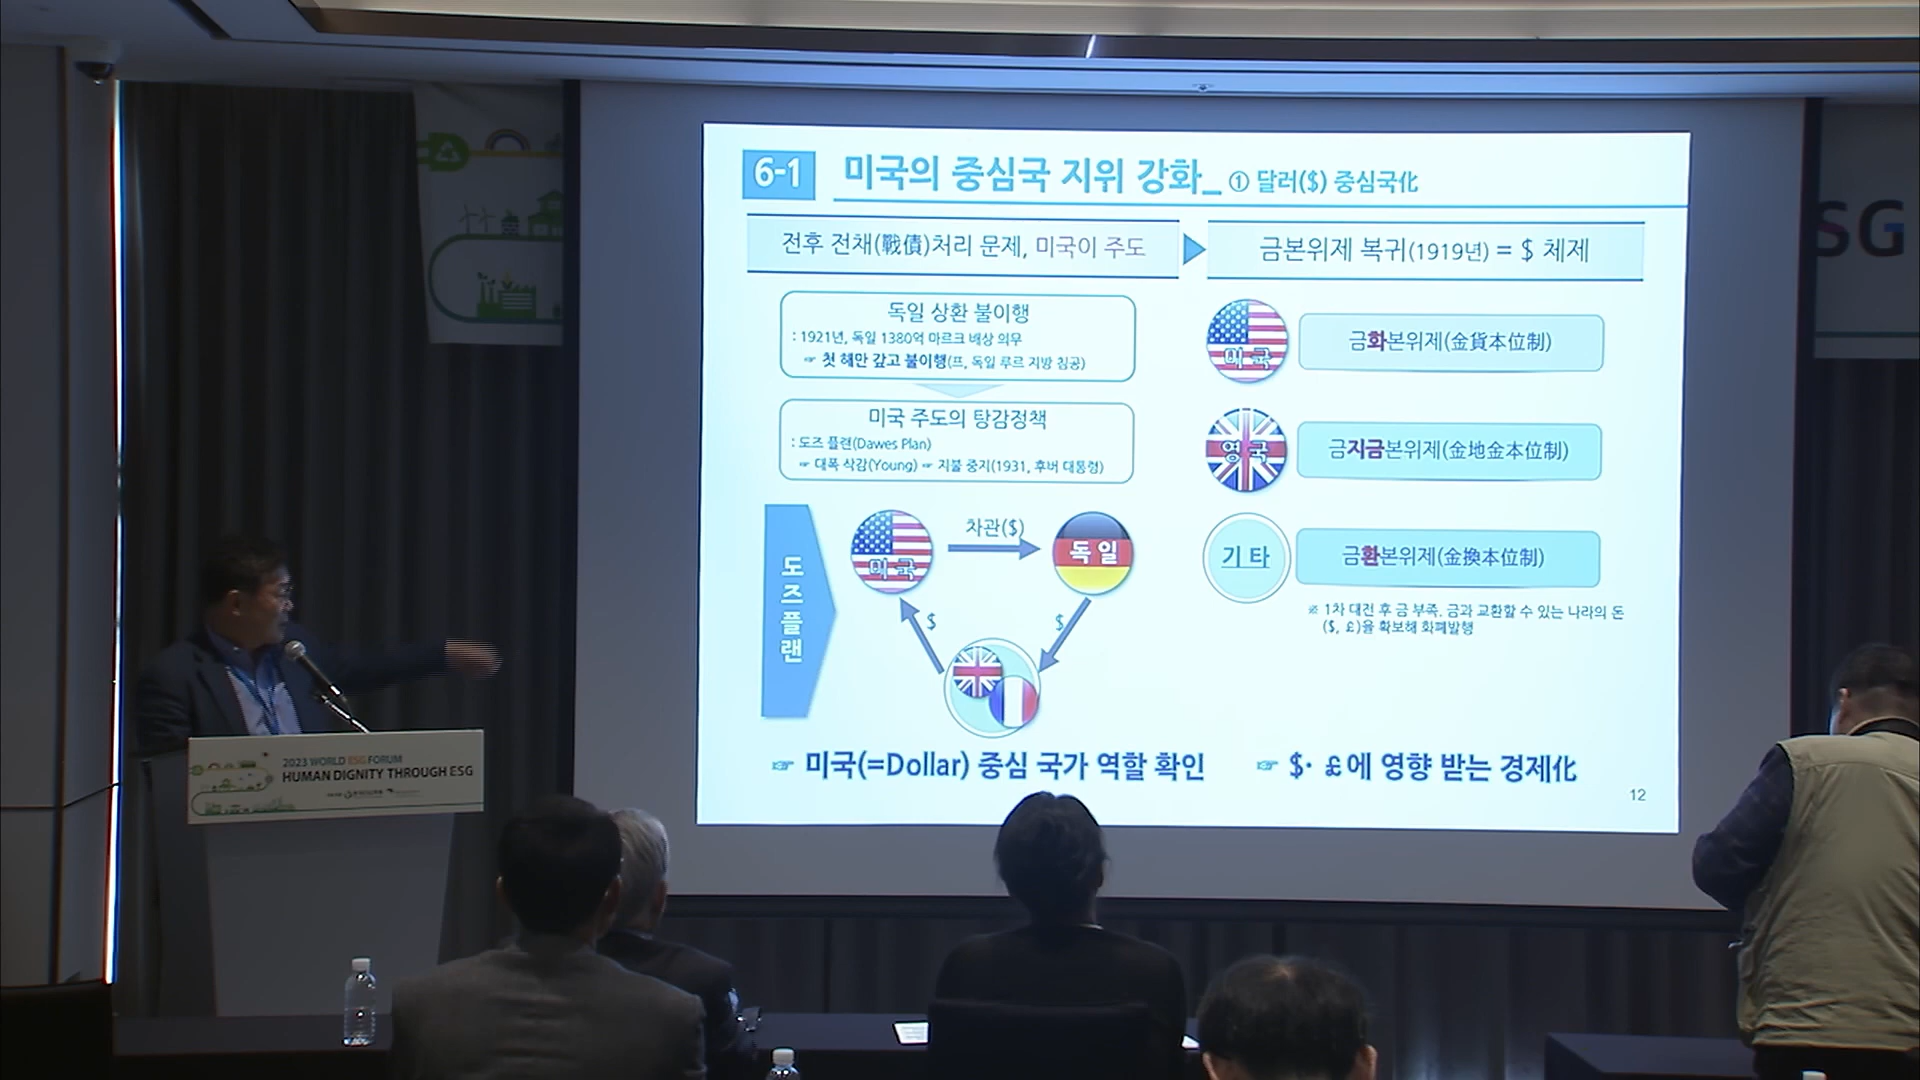 6-1 미국의 중심국 지위 강화_ ① 달러($) 중심국化
전후 전채(戰債)처리 문제, 미국이 주도
금본위제 복귀(1919년) = $ 체제
독일 상환 불이행
: 1921년, 독일 1380억 마르크 배상 의무
☞ 첫 해만 갚고 불이행(프, 독일 루르 지방 침공)
미국 주도의 탕감정책
: 도즈 플랜(Dawes Plan)
☞ 대폭 삭감(Young) ☞ 지불 중지(1931, 후버 대통령)
도즈플랜
미국
차관($)
독일
$
$
미국
금화본위제(金貨本位制)
영국
금지금본위제(金地金本位制)
기타
금환본위제(金換本位制)
※ 1차 대전 후 금 부족. 금과 교환할 수 있는 나라의 돈
($, £)을 확보해 화폐발행
☞ 미국(=Dollar) 중심 국가 역할 확인
☞ $· £에 영향 받는 경제化
12
SG
2023 WORLD ESG FORUM
HUMAN DIGNITY THROUGH ESG